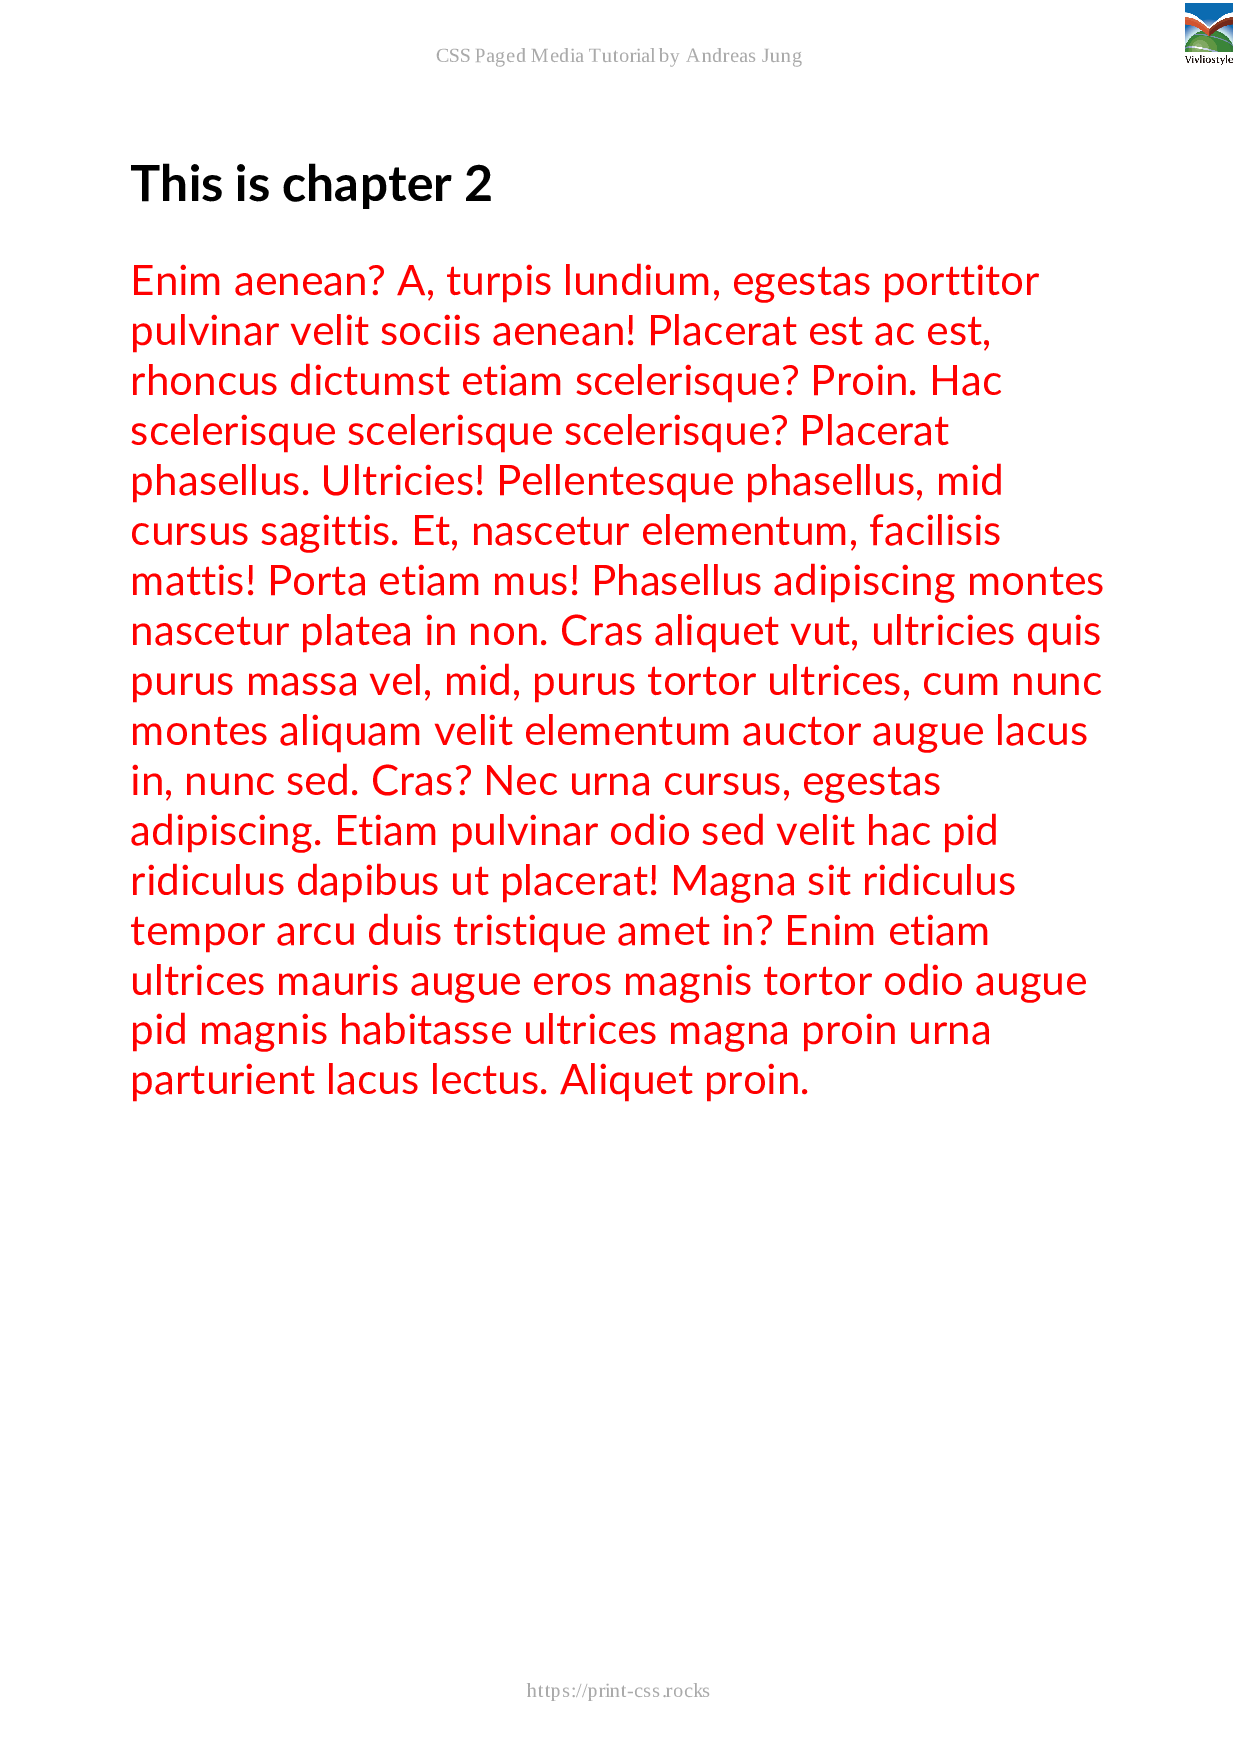 CSS Paged Media Tutorial by Andreas Jung
Vivliostyle
This is chapter 2
Enim aenean? A, turpis lundium, egestas porttitor
pulvinar velit sociis aenean! Placerat est ac est,
rhoncus dictumst etiam scelerisque? Proin. Hac
scelerisque scelerisque scelerisque? Placerat
phasellus. Ultricies! Pellentesque phasellus, mid
cursus sagittis. Et, nascetur elementum, facilisis
mattis! Porta etiam mus! Phasellus adipiscing montes
nascetur platea in non. Cras aliquet vut, ultricies quis
purus massa vel, mid, purus tortor ultrices, cum nunc
montes aliquam velit elementum auctor augue lacus
in, nunc sed. Cras? Nec urna cursus, egestas
adipiscing. Etiam pulvinar odio sed velit hac pid
ridiculus dapibus ut placerat! Magna sit ridiculus
tempor arcu duis tristique amet in? Enim etiam
ultrices mauris augue eros magnis tortor odio augue
pid magnis habitasse ultrices magna proin urna
parturient lacus lectus. Aliquet proin.
https://print-css.rocks